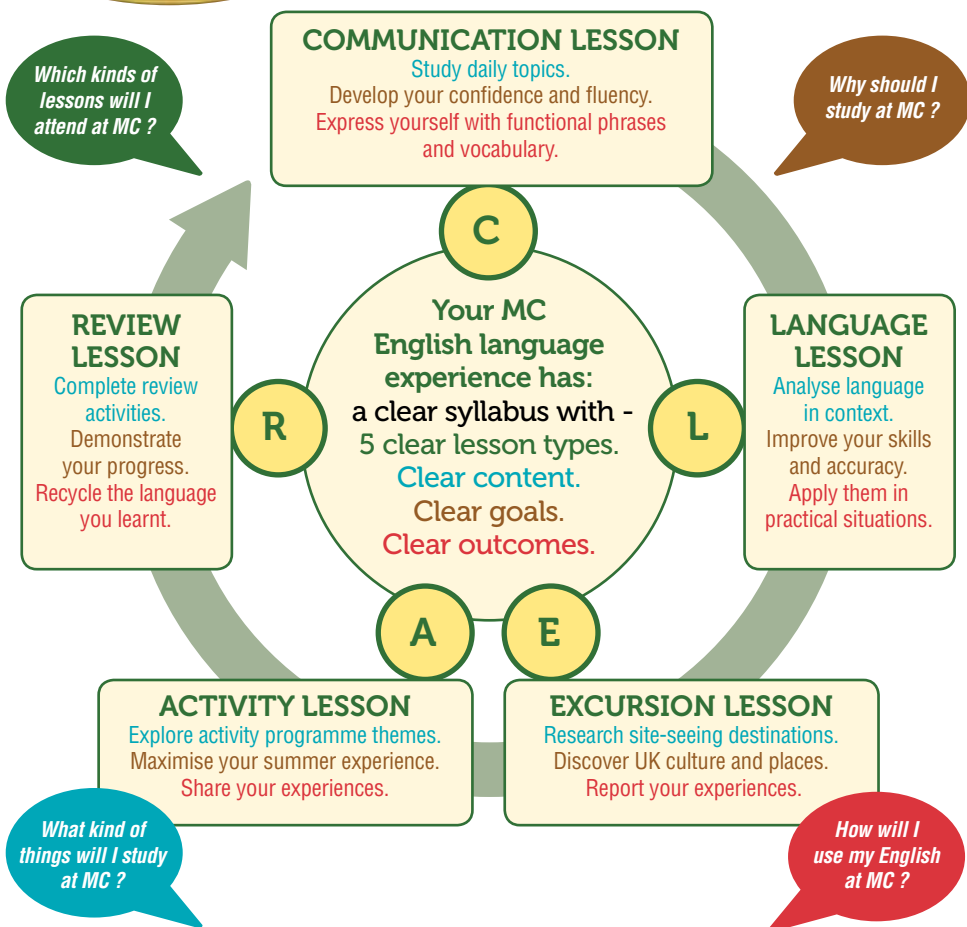 COMMUNICATION LESSON
Study daily topics.
Develop your confidence and fluency.
Express yourself with functional phrases
and vocabulary.
Which kinds of
lessons will I
attend at MC ?
Why should I
study at MC ?
C
REVIEW
LESSON
Complete review
activities.
Demonstrate
your progress.
Recycle the language
you learnt.
R
Your MC
English language
experience has:
a clear syllabus with -
5 clear lesson types.
Clear content.
Clear goals.
Clear outcomes.
L
LANGUAGE
LESSON
Analyse language
in context.
Improve your skills
and accuracy.
Apply them in
practical situations.
A
E
ACTIVITY LESSON
Explore activity programme themes.
Maximise your summer experience.
Share your experiences.
EXCURSION LESSON
Research site-seeing destinations.
Discover UK culture and places.
Report your experiences.
What kind of
things will I study
at MC ?
How will I
use my English
at MC ?